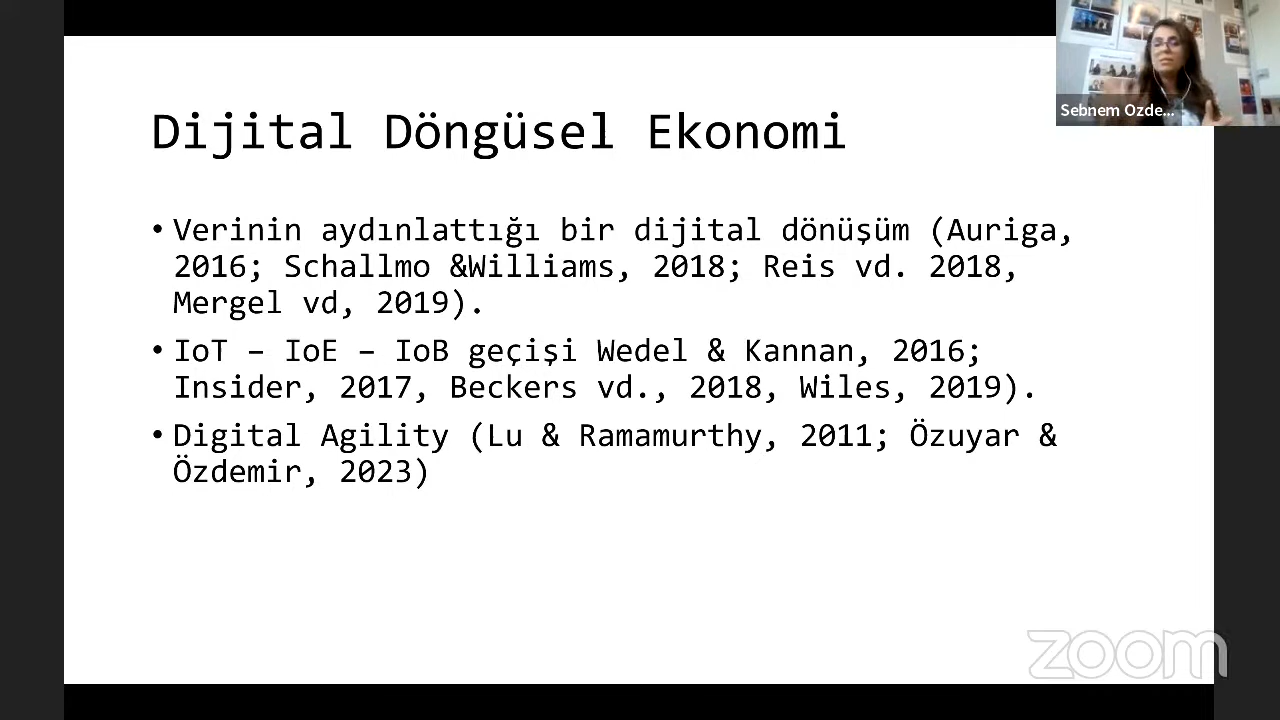 Dijital Döngüsel Ekonomi
Sebnem Ozde...
• Verinin aydınlattığı bir dijital dönüşüm (Auriga,
2016; Schallmo &Williams, 2018; Reis vd. 2018,
Mergel vd, 2019).
• IoT – IoE – IoB geçişi Wedel & Kannan, 2016;
Insider, 2017, Beckers vd., 2018, Wiles, 2019).
• Digital Agility (Lu & Ramamurthy, 2011; Özuyar &
Özdemir, 2023)
zoom